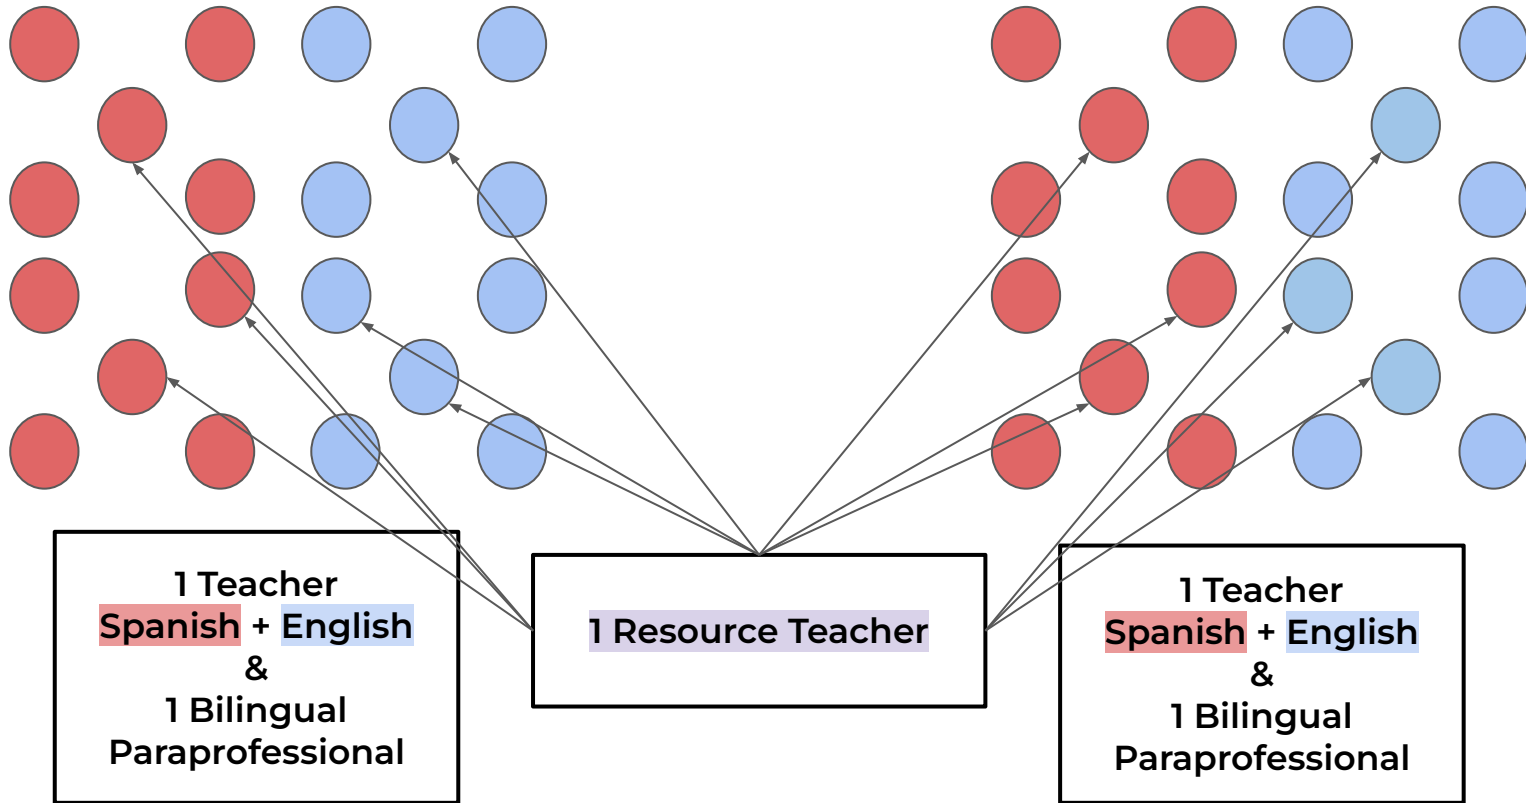 1 Teacher
Spanish + English
&
1 Bilingual
Paraprofessional
1 Resource Teacher
1 Teacher
Spanish + English
&
1 Bilingual
Paraprofessional